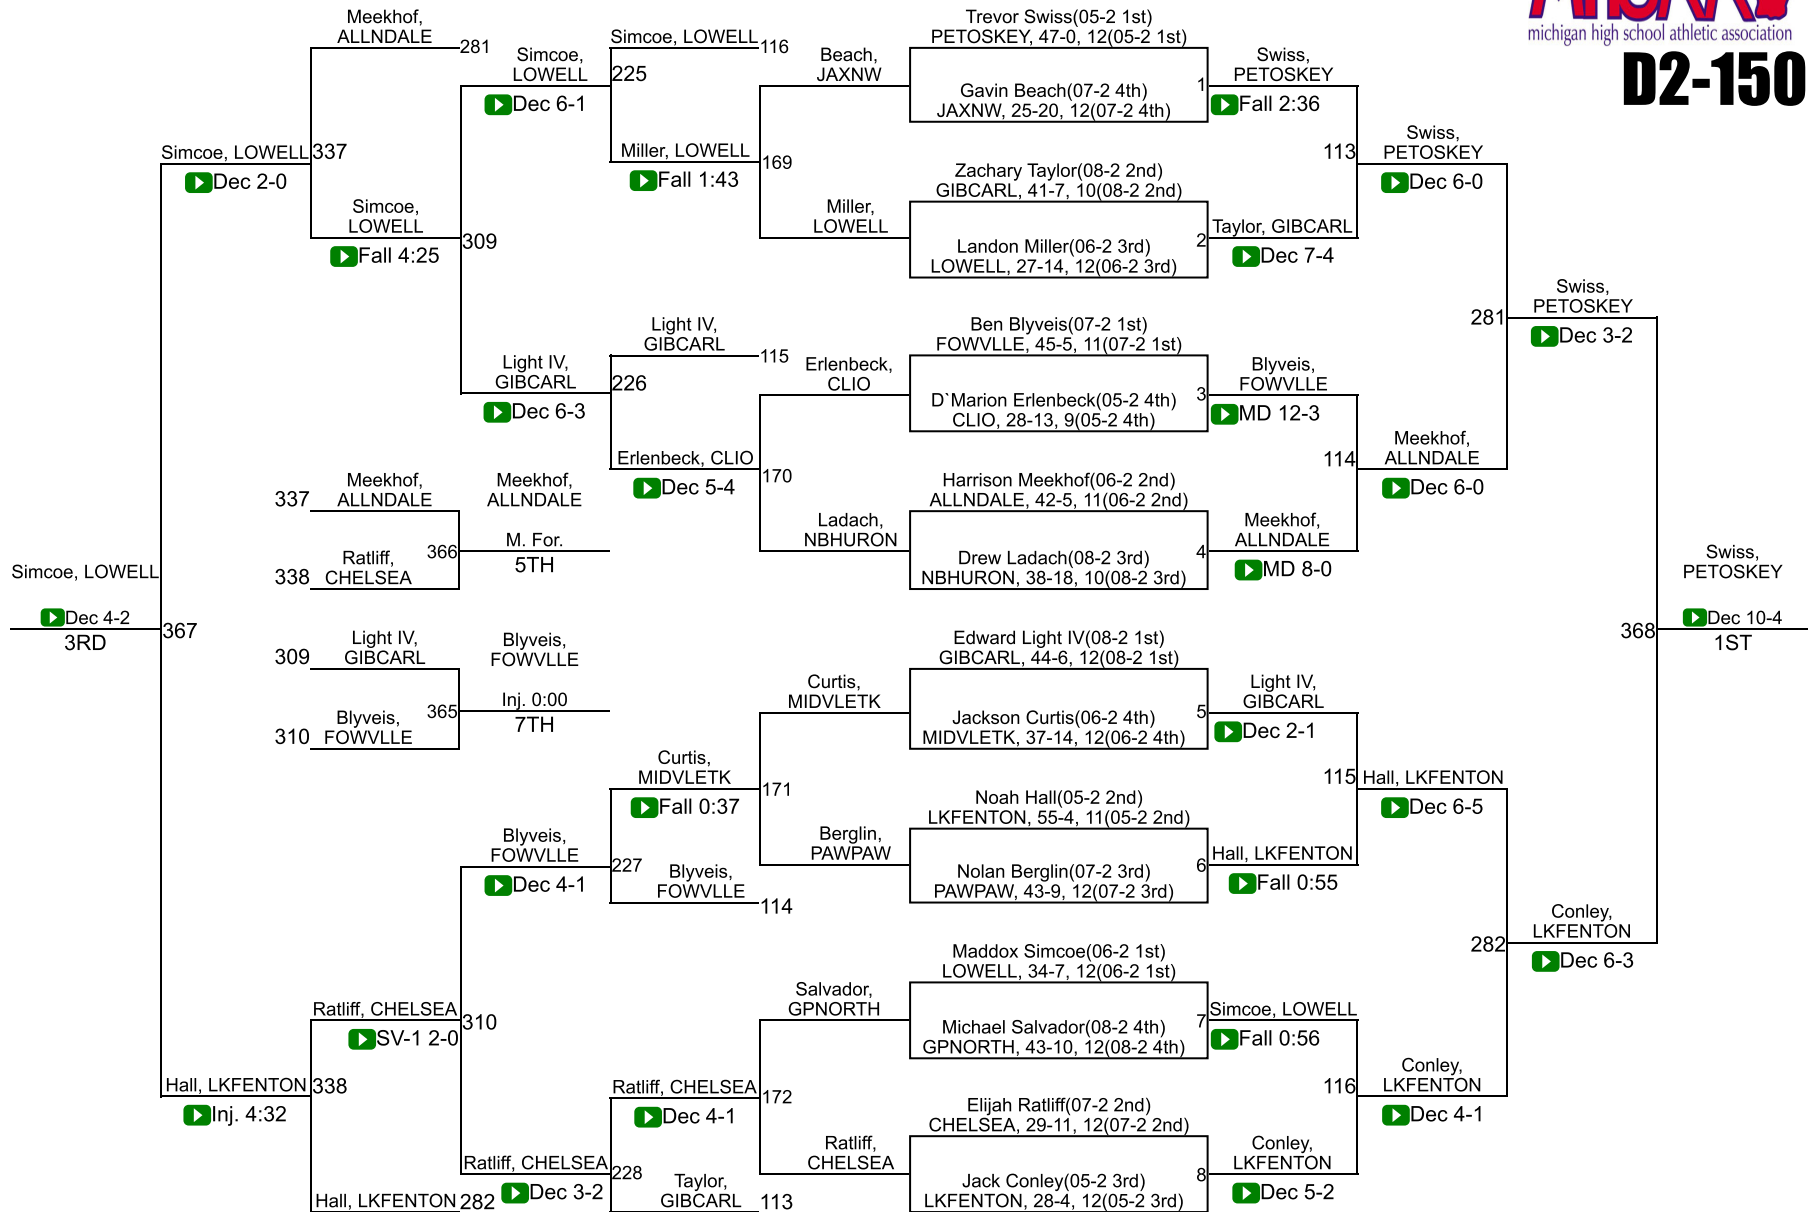 MHSAA
michigan high school athletic association
D2-150
Meekhof,
ALLNDALE
281
Simcoe, LOWELL
337
Dec 2-0
Simcoe,
LOWELL
309
Fall 4:25
Simcoe,
LOWELL
225
Dec 6-1
Simcoe, LOWELL
116
Miller, LOWELL
169
Fall 1:43
Light IV,
GIBCARL
226
Dec 6-3
Light IV,
GIBCARL
115
Erlenbeck, CLIO
170
Dec 5-4
Beach,
JAXNW
Miller,
LOWELL
Erlenbeck,
CLIO
Ladach,
NBHURON
Trevor Swiss(05-2 1st)
PETOSKEY, 47-0, 12(05-2 1st)
Gavin Beach(07-2 4th)
JAXNW, 25-20, 12(07-2 4th)
1
Swiss,
PETOSKEY
Fall 2:36
Zachary Taylor(08-2 2nd)
GIBCARL, 41-7, 10(08-2 2nd)
Landon Miller(06-2 3rd)
LOWELL, 27-14, 12(06-2 3rd)
2
Taylor, GIBCARL
Dec 7-4
113
Swiss,
PETOSKEY
Dec 6-0
Ben Blyveis(07-2 1st)
FOWVLLE, 45-5, 11(07-2 1st)
D`Marion Erlenbeck(05-2 4th)
CLIO, 28-13, 9(05-2 4th)
3
Blyveis,
FOWVLLE
MD 12-3
Harrison Meekhof(06-2 2nd)
ALLNDALE, 42-5, 11(06-2 2nd)
Drew Ladach(08-2 3rd)
NBHURON, 38-18, 10(08-2 3rd)
4
Meekhof,
ALLNDALE
MD 8-0
114
Meekhof,
ALLNDALE
Dec 6-0
281
Swiss,
PETOSKEY
Dec 3-2
337
Meekhof,
ALLNDALE
338
Ratliff,
CHELSEA
366
Meekhof,
ALLNDALE
M. For.
5TH
Simcoe, LOWELL
Dec 4-2
3RD
367
309
Light IV,
GIBCARL
310
Blyveis,
FOWVLLE
365
Blyveis,
FOWVLLE
Inj. 0:00
7TH
368
Swiss,
PETOSKEY
Dec 10-4
1ST
Curtis,
MIDVLETK
171
Fall 0:37
Blyveis,
FOWVLLE
227
Dec 4-1
Blyveis,
FOWVLLE
114
Curtis,
MIDVLETK
Berglin,
PAWPAW
Edward Light IV(08-2 1st)
GIBCARL, 44-6, 12(08-2 1st)
Jackson Curtis(06-2 4th)
MIDVLETK, 37-14, 12(06-2 4th)
5
Light IV,
GIBCARL
Dec 2-1
Noah Hall(05-2 2nd)
LKFENTON, 55-4, 11(05-2 2nd)
Nolan Berglin(07-2 3rd)
PAWPAW, 43-9, 12(07-2 3rd)
6
Hall, LKFENTON
Fall 0:55
115
Hall, LKFENTON
Dec 6-5
Ratliff, CHELSEA
310
SV-1 2-0
Hall, LKFENTON
338
Inj. 4:32
Hall, LKFENTON
282
Ratliff, CHELSEA
228
Dec 3-2
Ratliff, CHELSEA
172
Dec 4-1
Taylor,
GIBCARL
113
Salvador,
GPNORTH
Ratliff,
CHELSEA
Maddox Simcoe(06-2 1st)
LOWELL, 34-7, 12(06-2 1st)
Michael Salvador(08-2 4th)
GPNORTH, 43-10, 12(08-2 4th)
7
Simcoe, LOWELL
Fall 0:56
Elijah Ratliff(07-2 2nd)
CHELSEA, 29-11, 12(07-2 2nd)
Jack Conley(05-2 3rd)
LKFENTON, 28-4, 12(05-2 3rd)
8
Conley,
LKFENTON
Dec 5-2
116
Conley,
LKFENTON
Dec 4-1
282
Conley,
LKFENTON
Dec 6-3